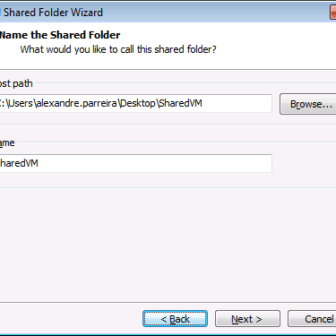 Shared Folder Wizard
Name the Shared Folder
What would you like to call this shared folder?
ost path
:\Users\alexandre.parreira\Desktop\SharedVM
Browse...
ame
haredVM
< Back
Next >
Cancel